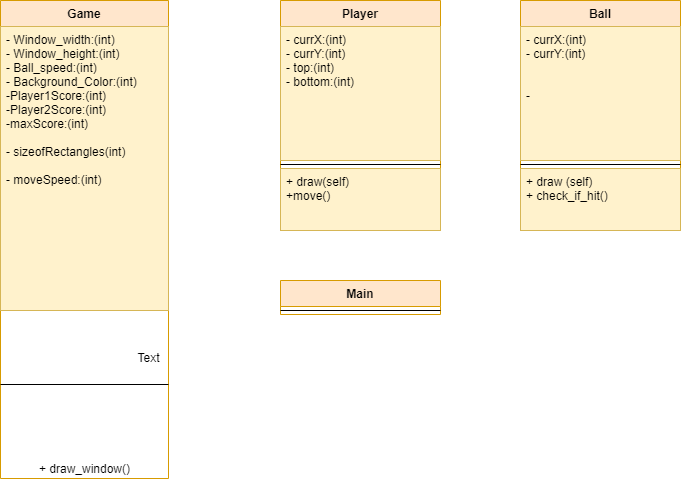 Game
- Window_width:(int)
- Window_height:(int)
- Ball_speed:(int)
- Background_Color:(int)
-Player1Score:(int)
-Player2Score:(int)
-maxScore:(int)
- sizeofRectangles(int)
- moveSpeed:(int)
Text
+ draw_window()
Player
- currX:(int)
- currY:(int)
- top:(int)
- bottom:(int)
+ draw(self)
+move()
Ball
- currX:(int)
- currY:(int)
-
+ draw (self)
+ check_if_hit()
Main